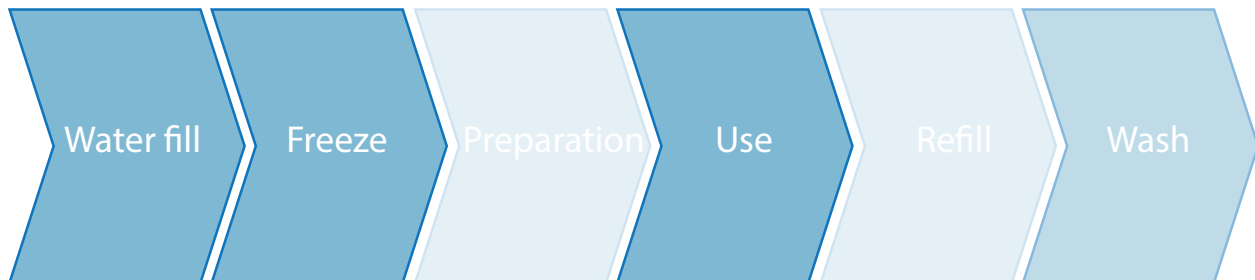 Water fill
Freeze
Preparation
Use
Refill
Wash